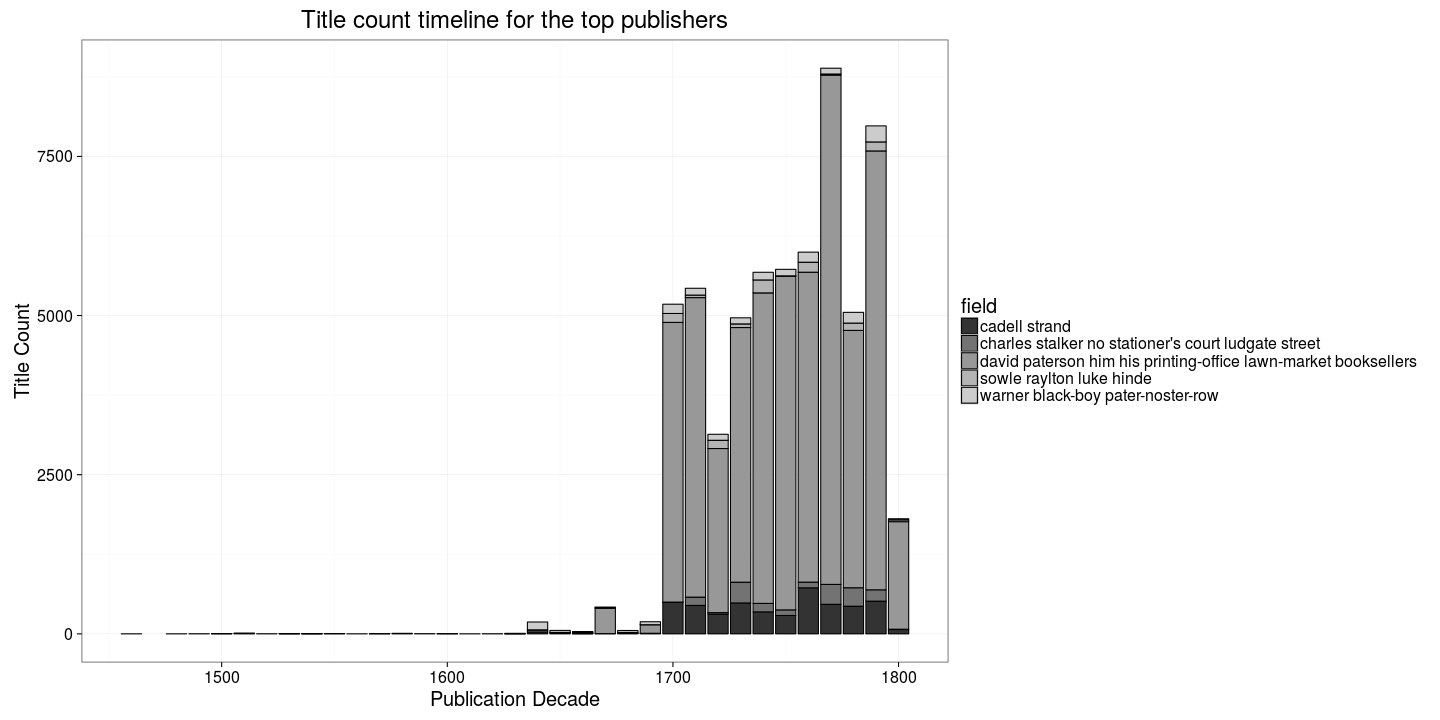 Title count timeline for the top publishers
Title Count
7500
5000
2500
0
1500
1600
1700
1800
Publication Decade
field
cadell strand
charles stalker no stationer's court ludgate street
david paterson him his printing-office lawn-market booksellers
sowle raylton luke hinde
warner black-boy pater-noster-row